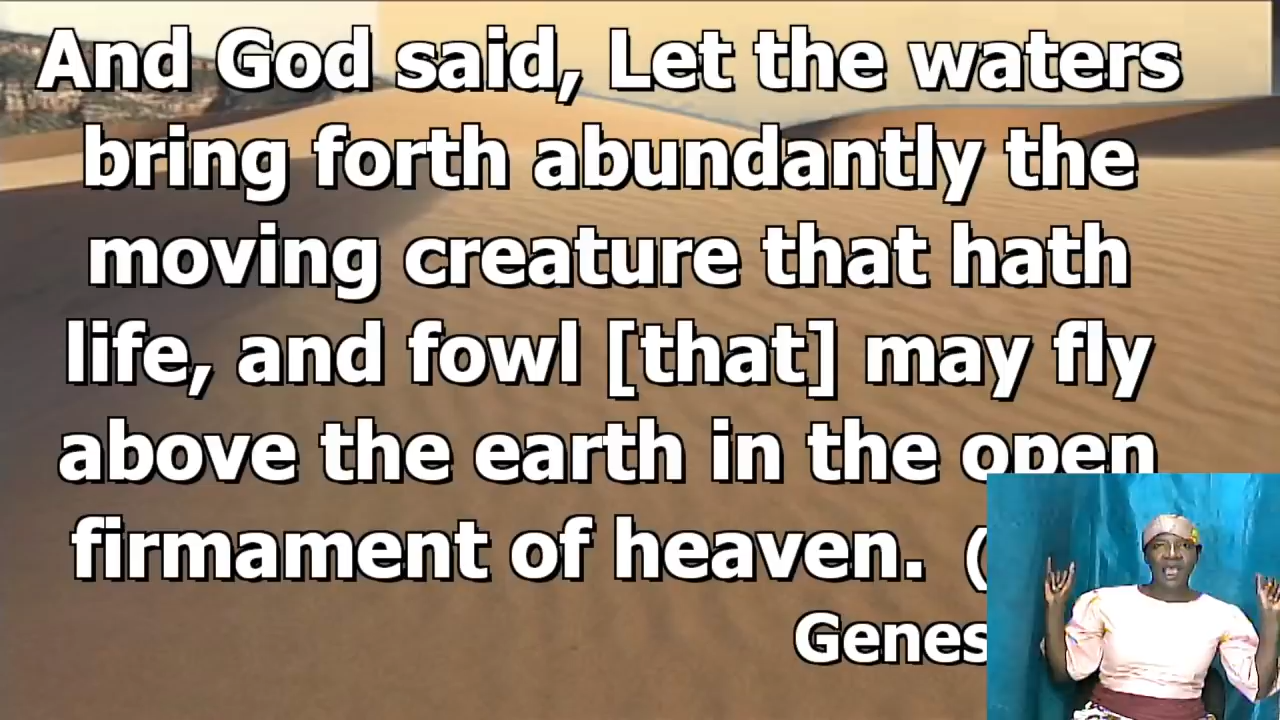 And God said, Let the waters
bring forth abundantly the
moving creature that hath
life, and fowl [that] may fly
above the earth in the open
firmament of heaven. (
Genes